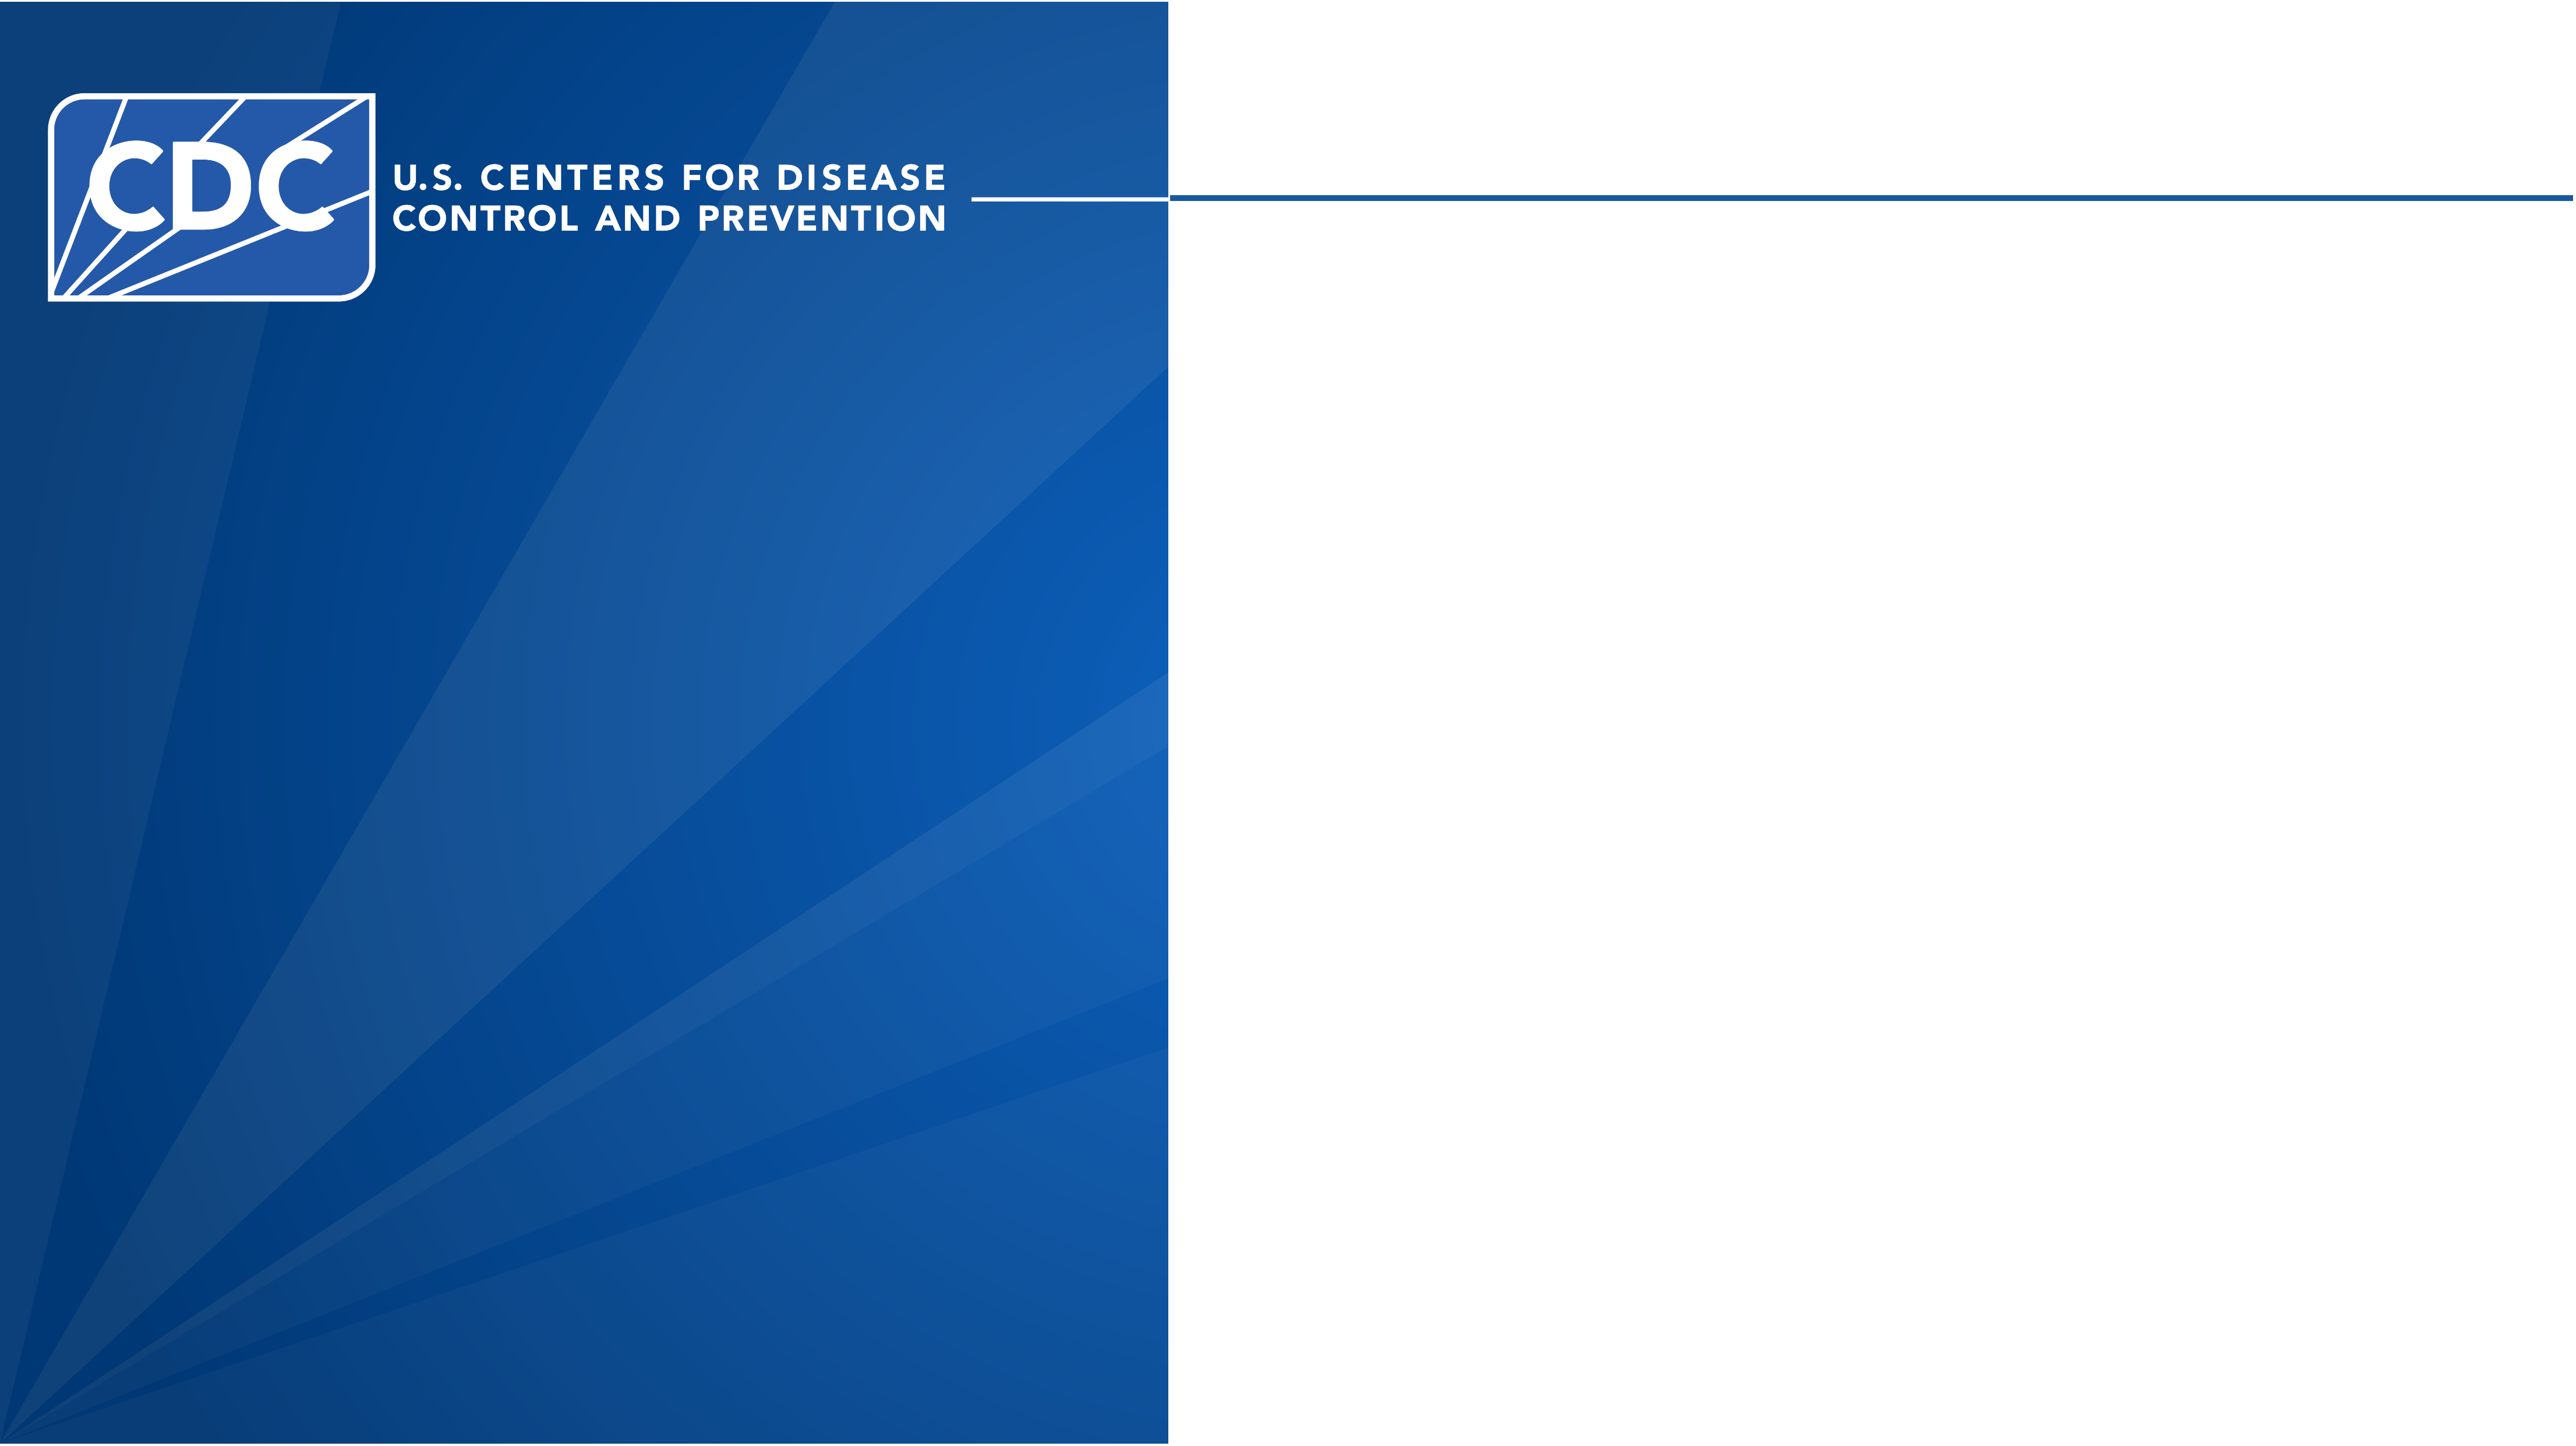 CDC
U.S. CENTERS FOR DISEASE
CONTROL AND PREVENTION